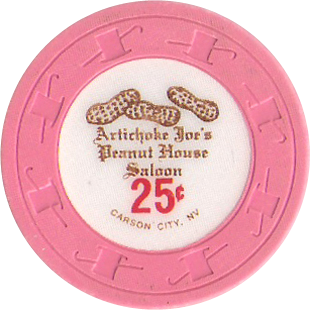 Artichoke Joe's
Peanut House
Saloon
25¢
CARSON CITY, NV